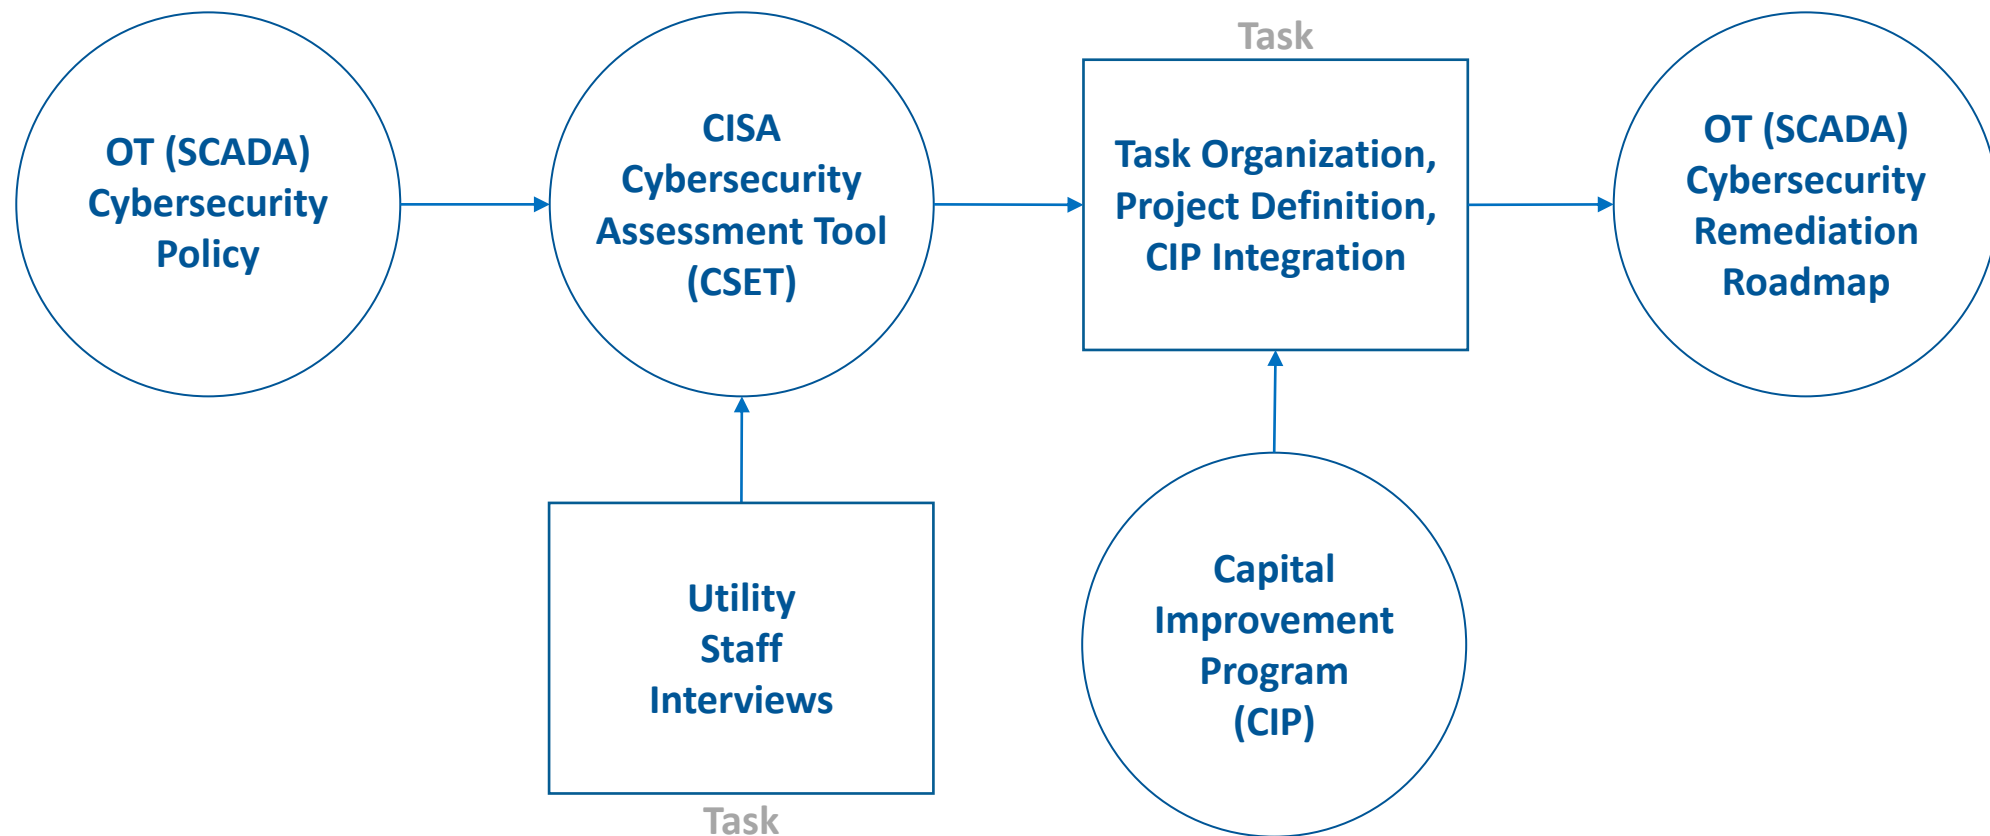 OT (SCADA)
Cybersecurity
Policy
CISA
Cybersecurity
Assessment Tool
(CSET)
Task
Task Organization,
Project Definition,
CIP Integration
OT (SCADA)
Cybersecurity
Remediation
Roadmap
Utility
Staff
Interviews
Task
Capital
Improvement
Program
(CIP)